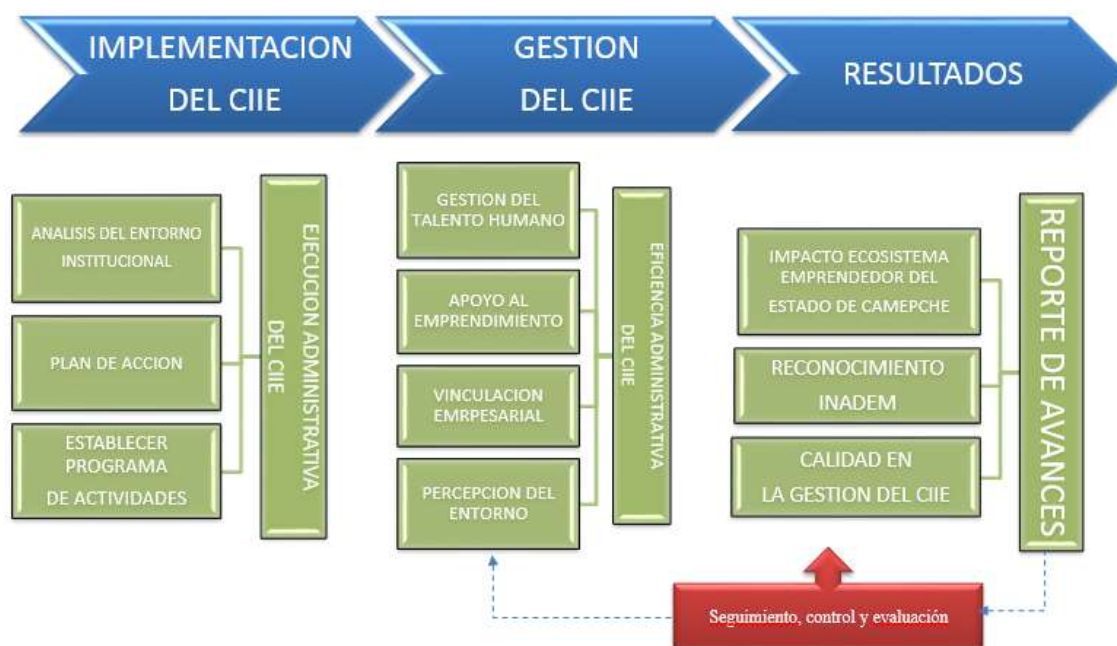 IMPLEMENTACION
DEL CIIE
GESTION
DEL CIIE
RESULTADOS
ANALISIS DEL ENTORNO
INSTITUCIONAL
PLAN DE ACCION
ESTABLECER
PROGRAMA
DE ACTIVIDADES
EJECUCION ADMINISTRATIVA
DEL CIIE
GESTION DEL
TALENTO HUMANO
APOYO AL
EMPRENDIMIENTO
VINCULACION
EMRPESARIAL
PERCEPCION DEL
ENTORNO
EFICIENCIA ADMINISTRATIVA
DEL CIIE
IMPACTO ECOSISTEMA
EMPRENDEDOR DEL
ESTADO DE CAMEPCHE
RECONOCIMIENTO
INADEM
CALIDAD EN
LA GESTION DEL CIIE
REPORTE DE AVANCES
Seguimiento, control y evaluación